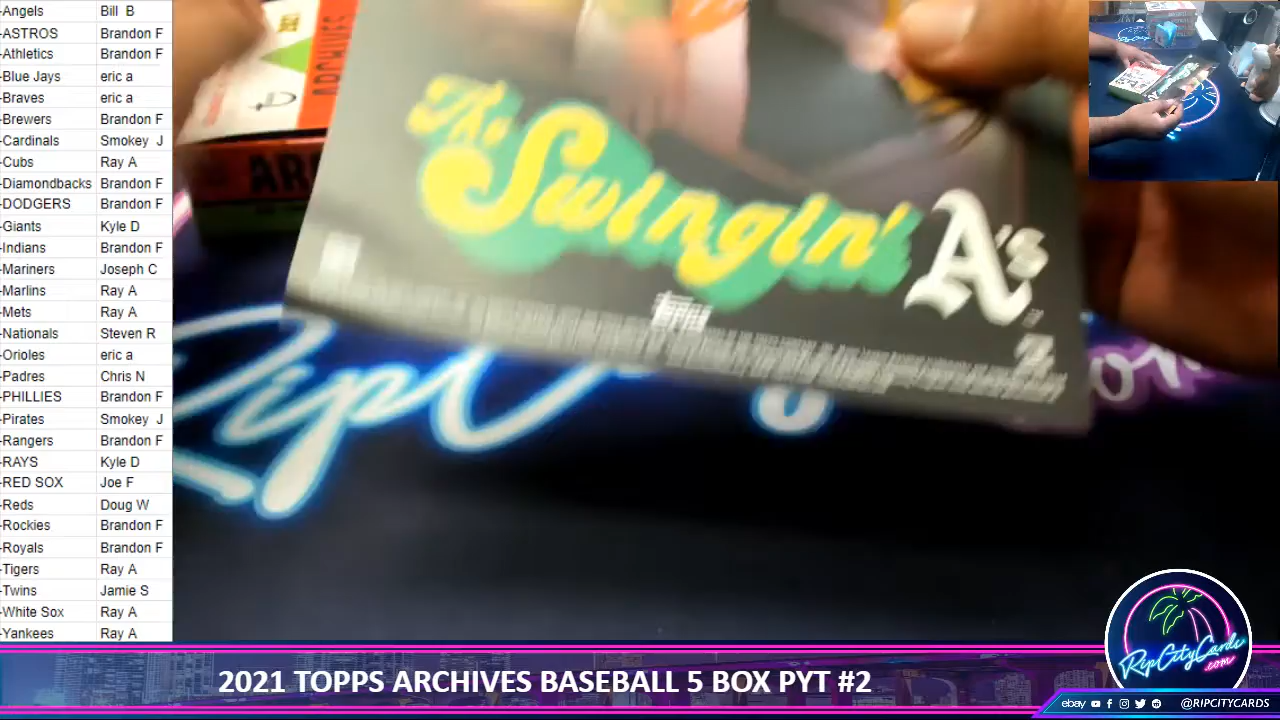 -Angels Bill B
-ASTROS Brandon F
-Athletics Brandon F
-Blue Jays eric a
-Braves eric a
-Brewers Brandon F
-Cardinals Smokey J
-Cubs Ray A
-Diamondbacks Brandon F
-DODGERS Brandon F
-Giants Kyle D
-Indians Brandon F
-Mariners Joseph C
-Marlins Ray A
-Mets Ray A
-Nationals Steven R
-Orioles eric a
-Padres Chris N
-PHILLIES Brandon F
-Pirates Smokey J
-Rangers Brandon F
-RAYS Kyle D
-RED SOX Joe F
-Reds Doug W
-Rockies Brandon F
-Royals Brandon F
-Tigers Ray A
-Twins Jamie S
-White Sox Ray A
-Yankees Ray A
ARCHIVES
The
Swingin' A's
RipCityCards
.com
2021 TOPPS ARCHIVES BASEBALL 5 BOX PYT #2
ebay @RIPCITYCARDS